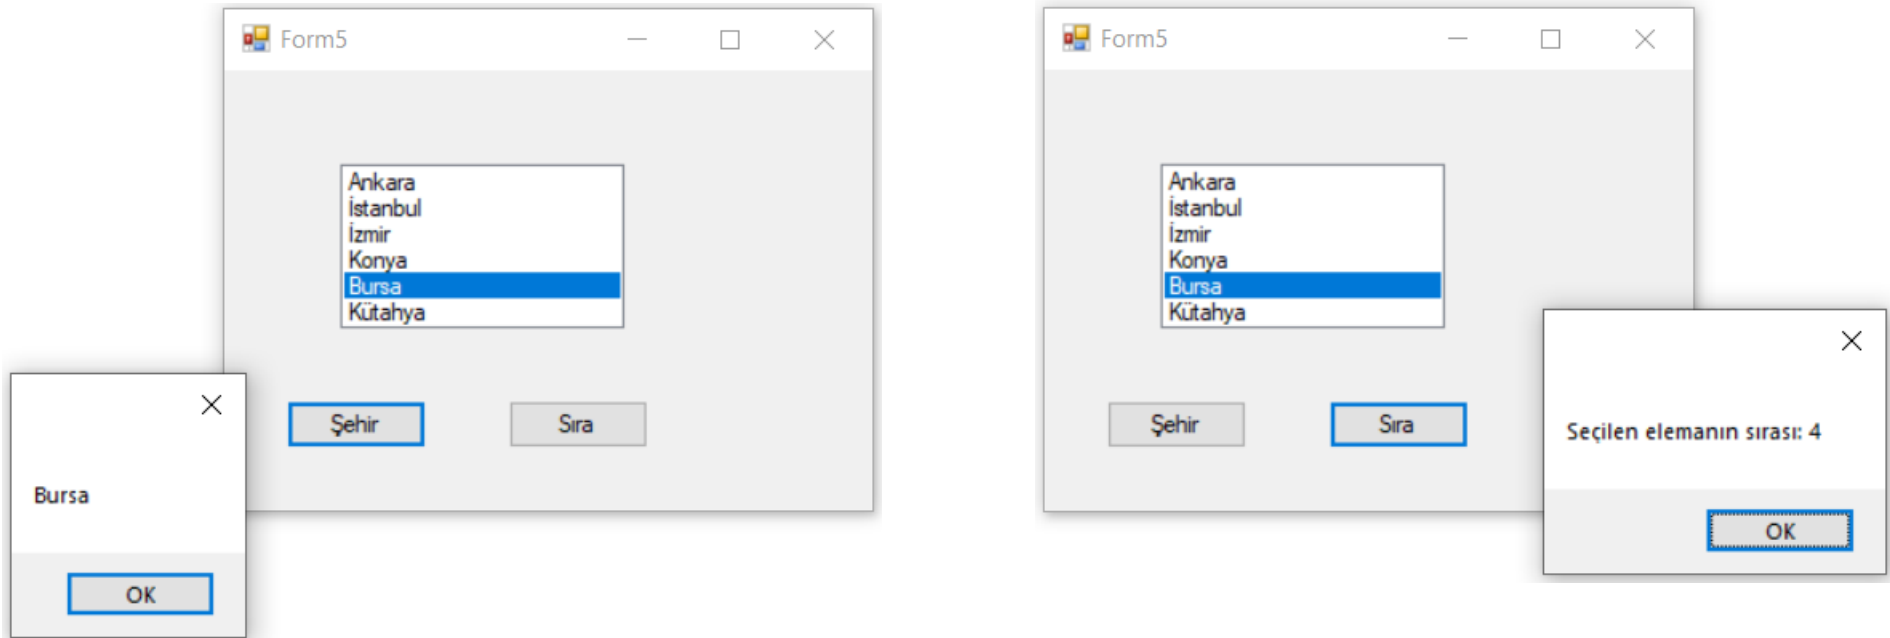 Form5
Ankara
İstanbul
İzmir
Konya
Bursa
Kütahya
Şehir
Sıra
Bursa
OK
Form5
Ankara
İstanbul
İzmir
Konya
Bursa
Kütahya
Şehir
Sıra
Seçilen elemanın sırası: 4
OK